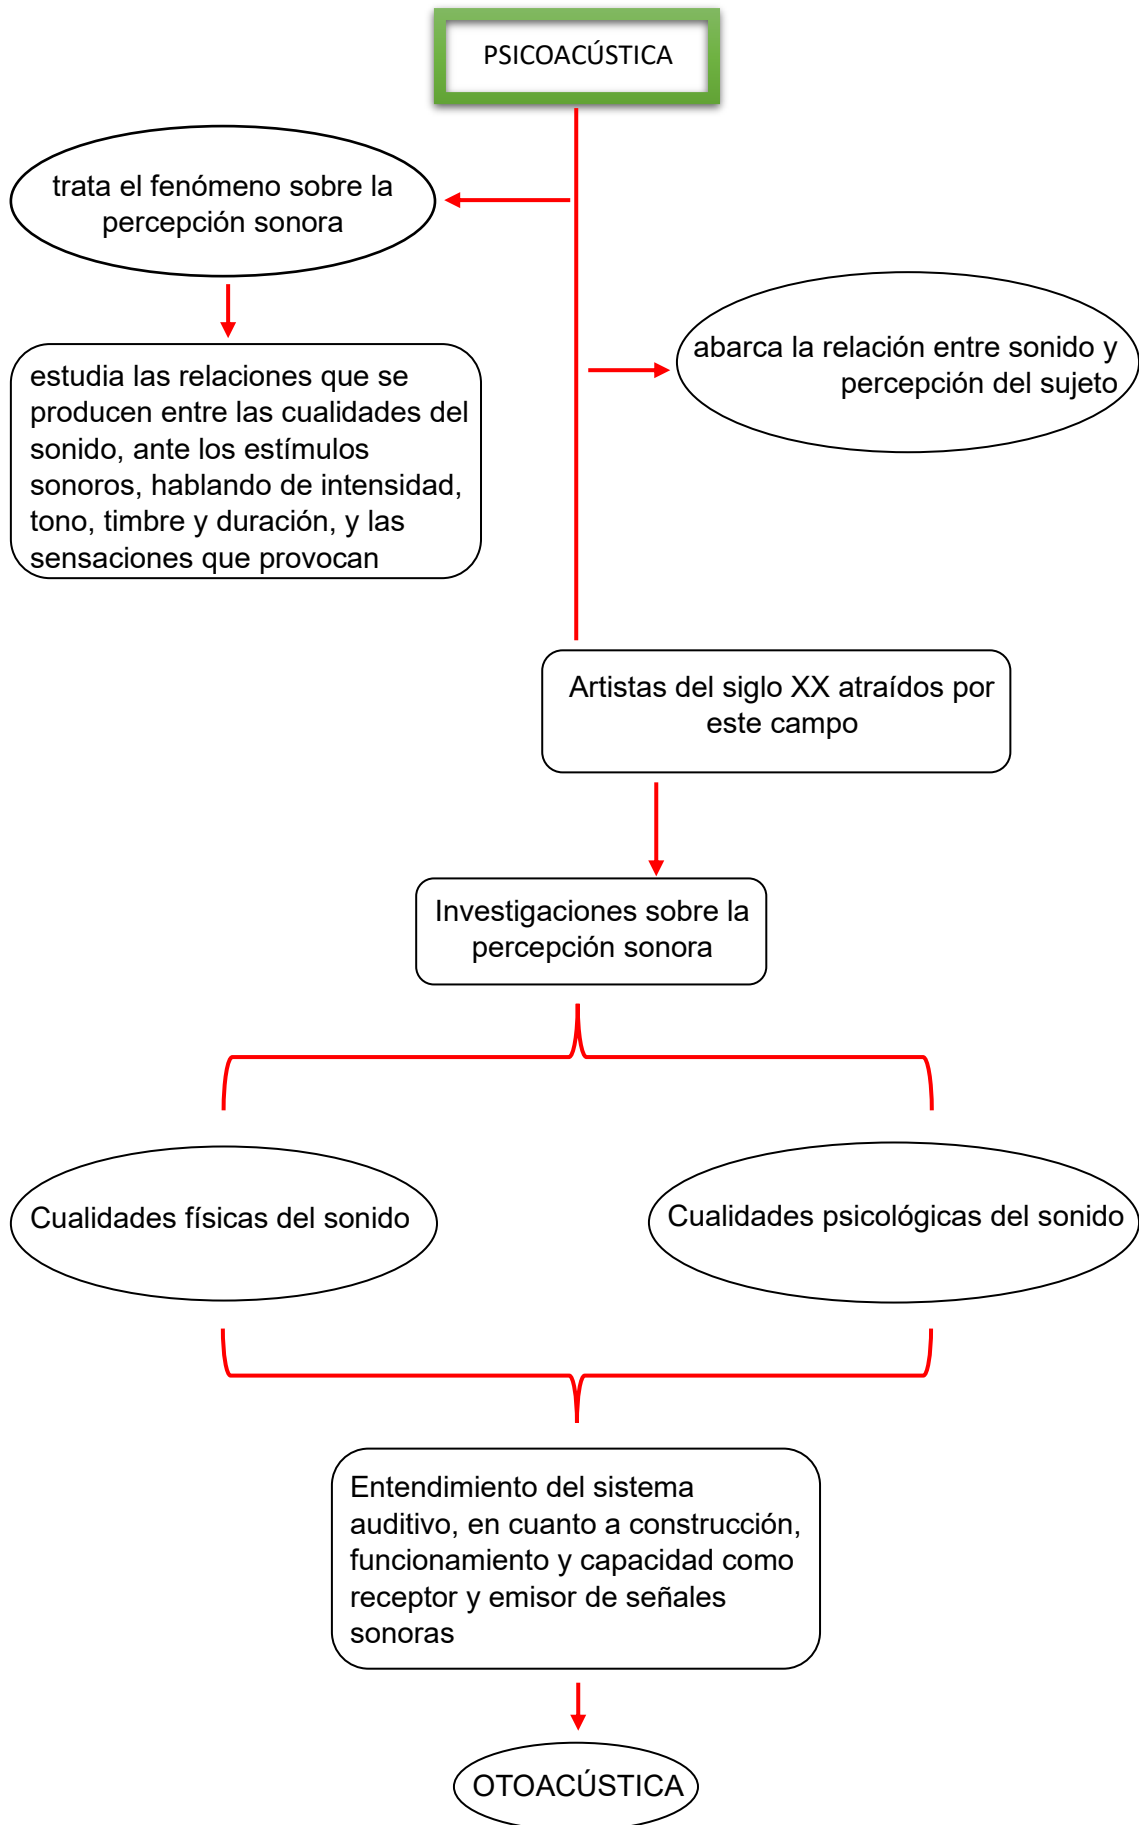 PSICOACÚSTICA
trata el fenómeno sobre la
percepción sonora
abarca la relación entre sonido y
percepción del sujeto
estudia las relaciones que se
producen entre las cualidades del
sonido, ante los estímulos
sonoros, hablando de intensidad,
tono, timbre y duración, y las
sensaciones que provocan
Artistas del siglo XX atraídos por
este campo
Investigaciones sobre la
percepción sonora
Cualidades físicas del sonido
Cualidades psicológicas del sonido
Entendimiento del sistema
auditivo, en cuanto a construcción,
funcionamiento y capacidad como
receptor y emisor de señales
sonoras
OTOACÚSTICA